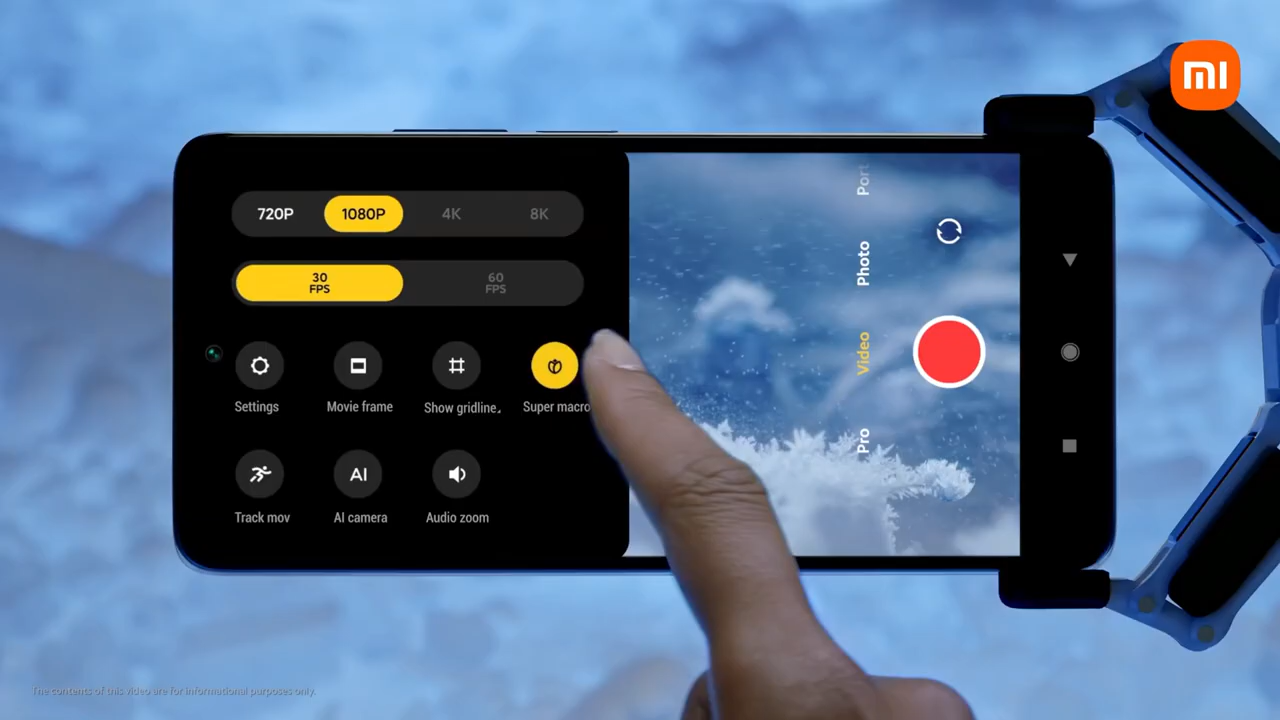 mi
720P 1080P 4K 8K
30 FPS
60 FPS
Settings
Movie frame
Show gridline
Super macro
Track mov
AI
AI camera
Audio zoom
Port
Photo
Video
Pro
The contents of this video are for informational purposes only.